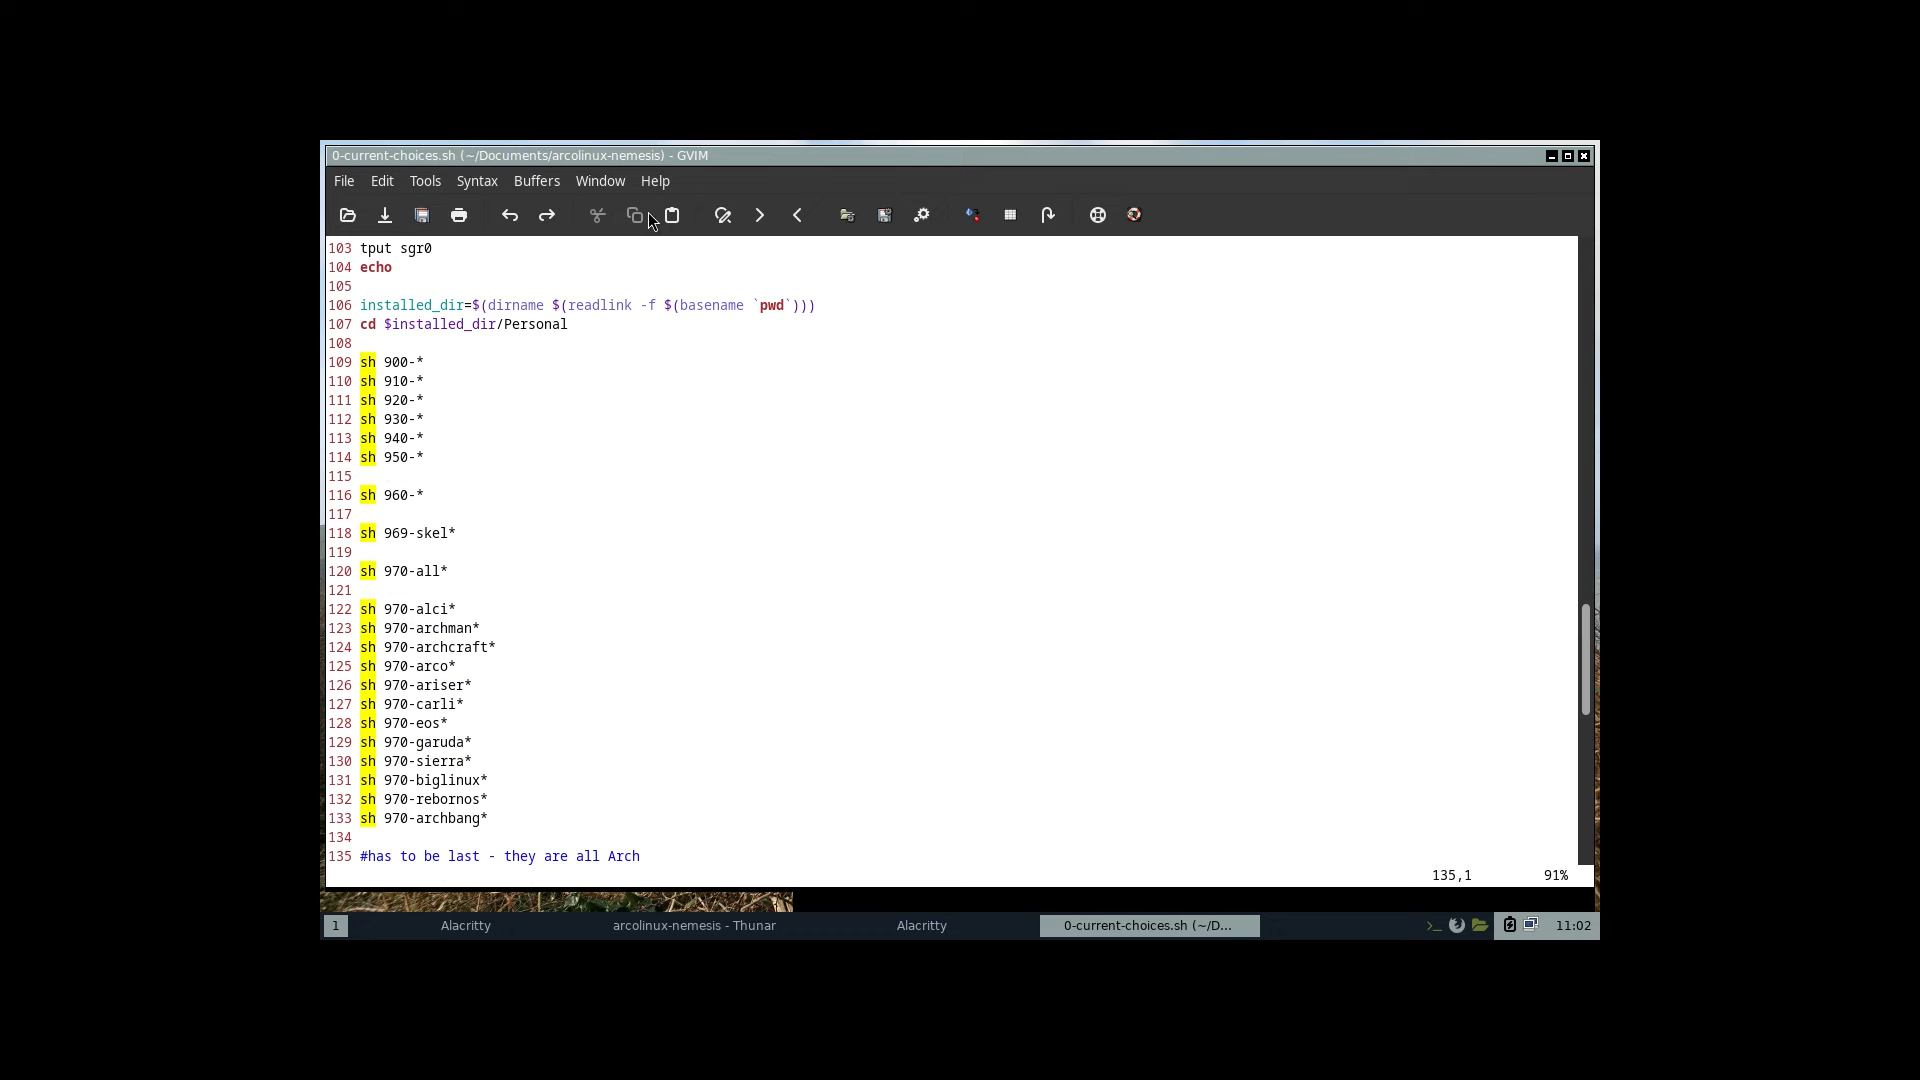 0-current-choices.sh (~/Documents/arcolinux-nemesis) - GVIM
File Edit Tools Syntax Buffers Window Help
103 tput sgr0
104 echo
105
106 installed_dir=$(dirname $(readlink -f $(basename `pwd`)))
107 cd $installed_dir/Personal
108
109 sh 900-*
110 sh 910-*
111 sh 920-*
112 sh 930-*
113 sh 940-*
114 sh 950-*
115
116 sh 960-*
117
118 sh 969-skel*
119
120 sh 970-all*
121
122 sh 970-alci*
123 sh 970-archman*
124 sh 970-archcraft*
125 sh 970-arco*
126 sh 970-ariser*
127 sh 970-carli*
128 sh 970-eos*
129 sh 970-garuda*
130 sh 970-sierra*
131 sh 970-biglinux*
132 sh 970-rebornos*
133 sh 970-archbang*
134
135 #has to be last - they are all Arch
135,1 91%
1 Alacritty arcolinux-nemesis - Thunar Alacritty 0-current-choices.sh (~/D... 11:02